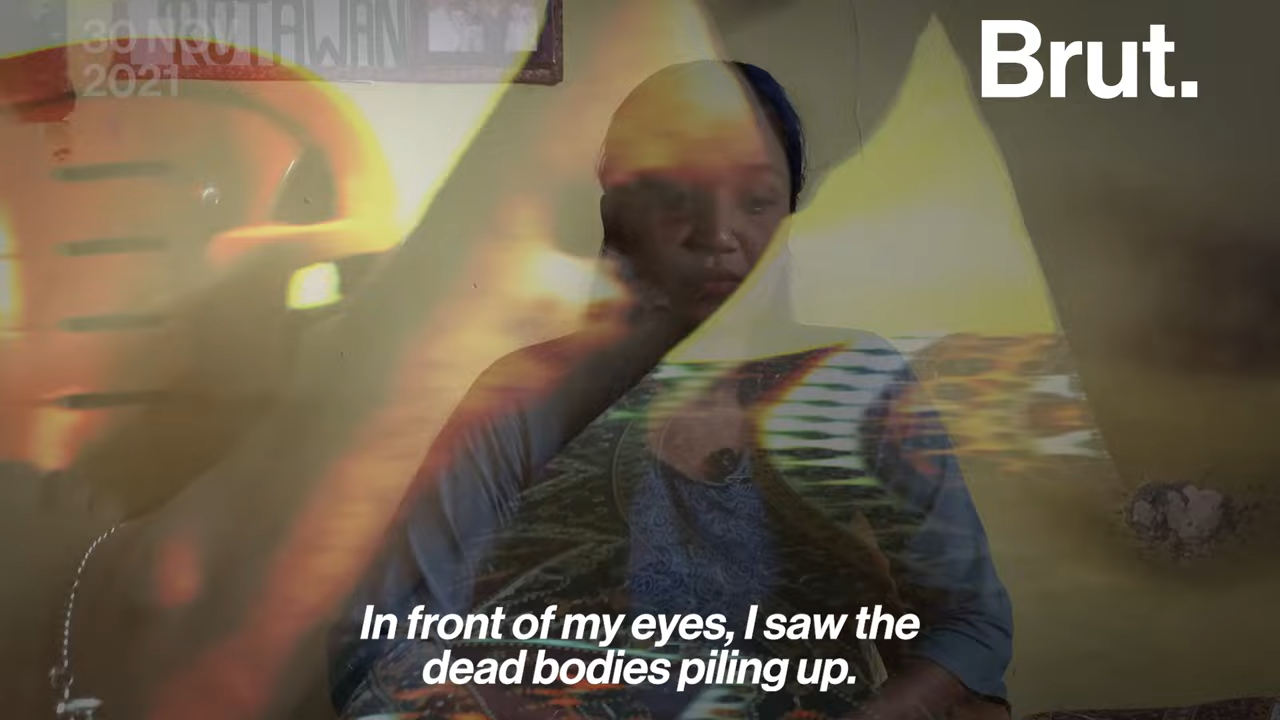 30 NOV
2021
Brut.
In front of my eyes, I saw the
dead bodies piling up.